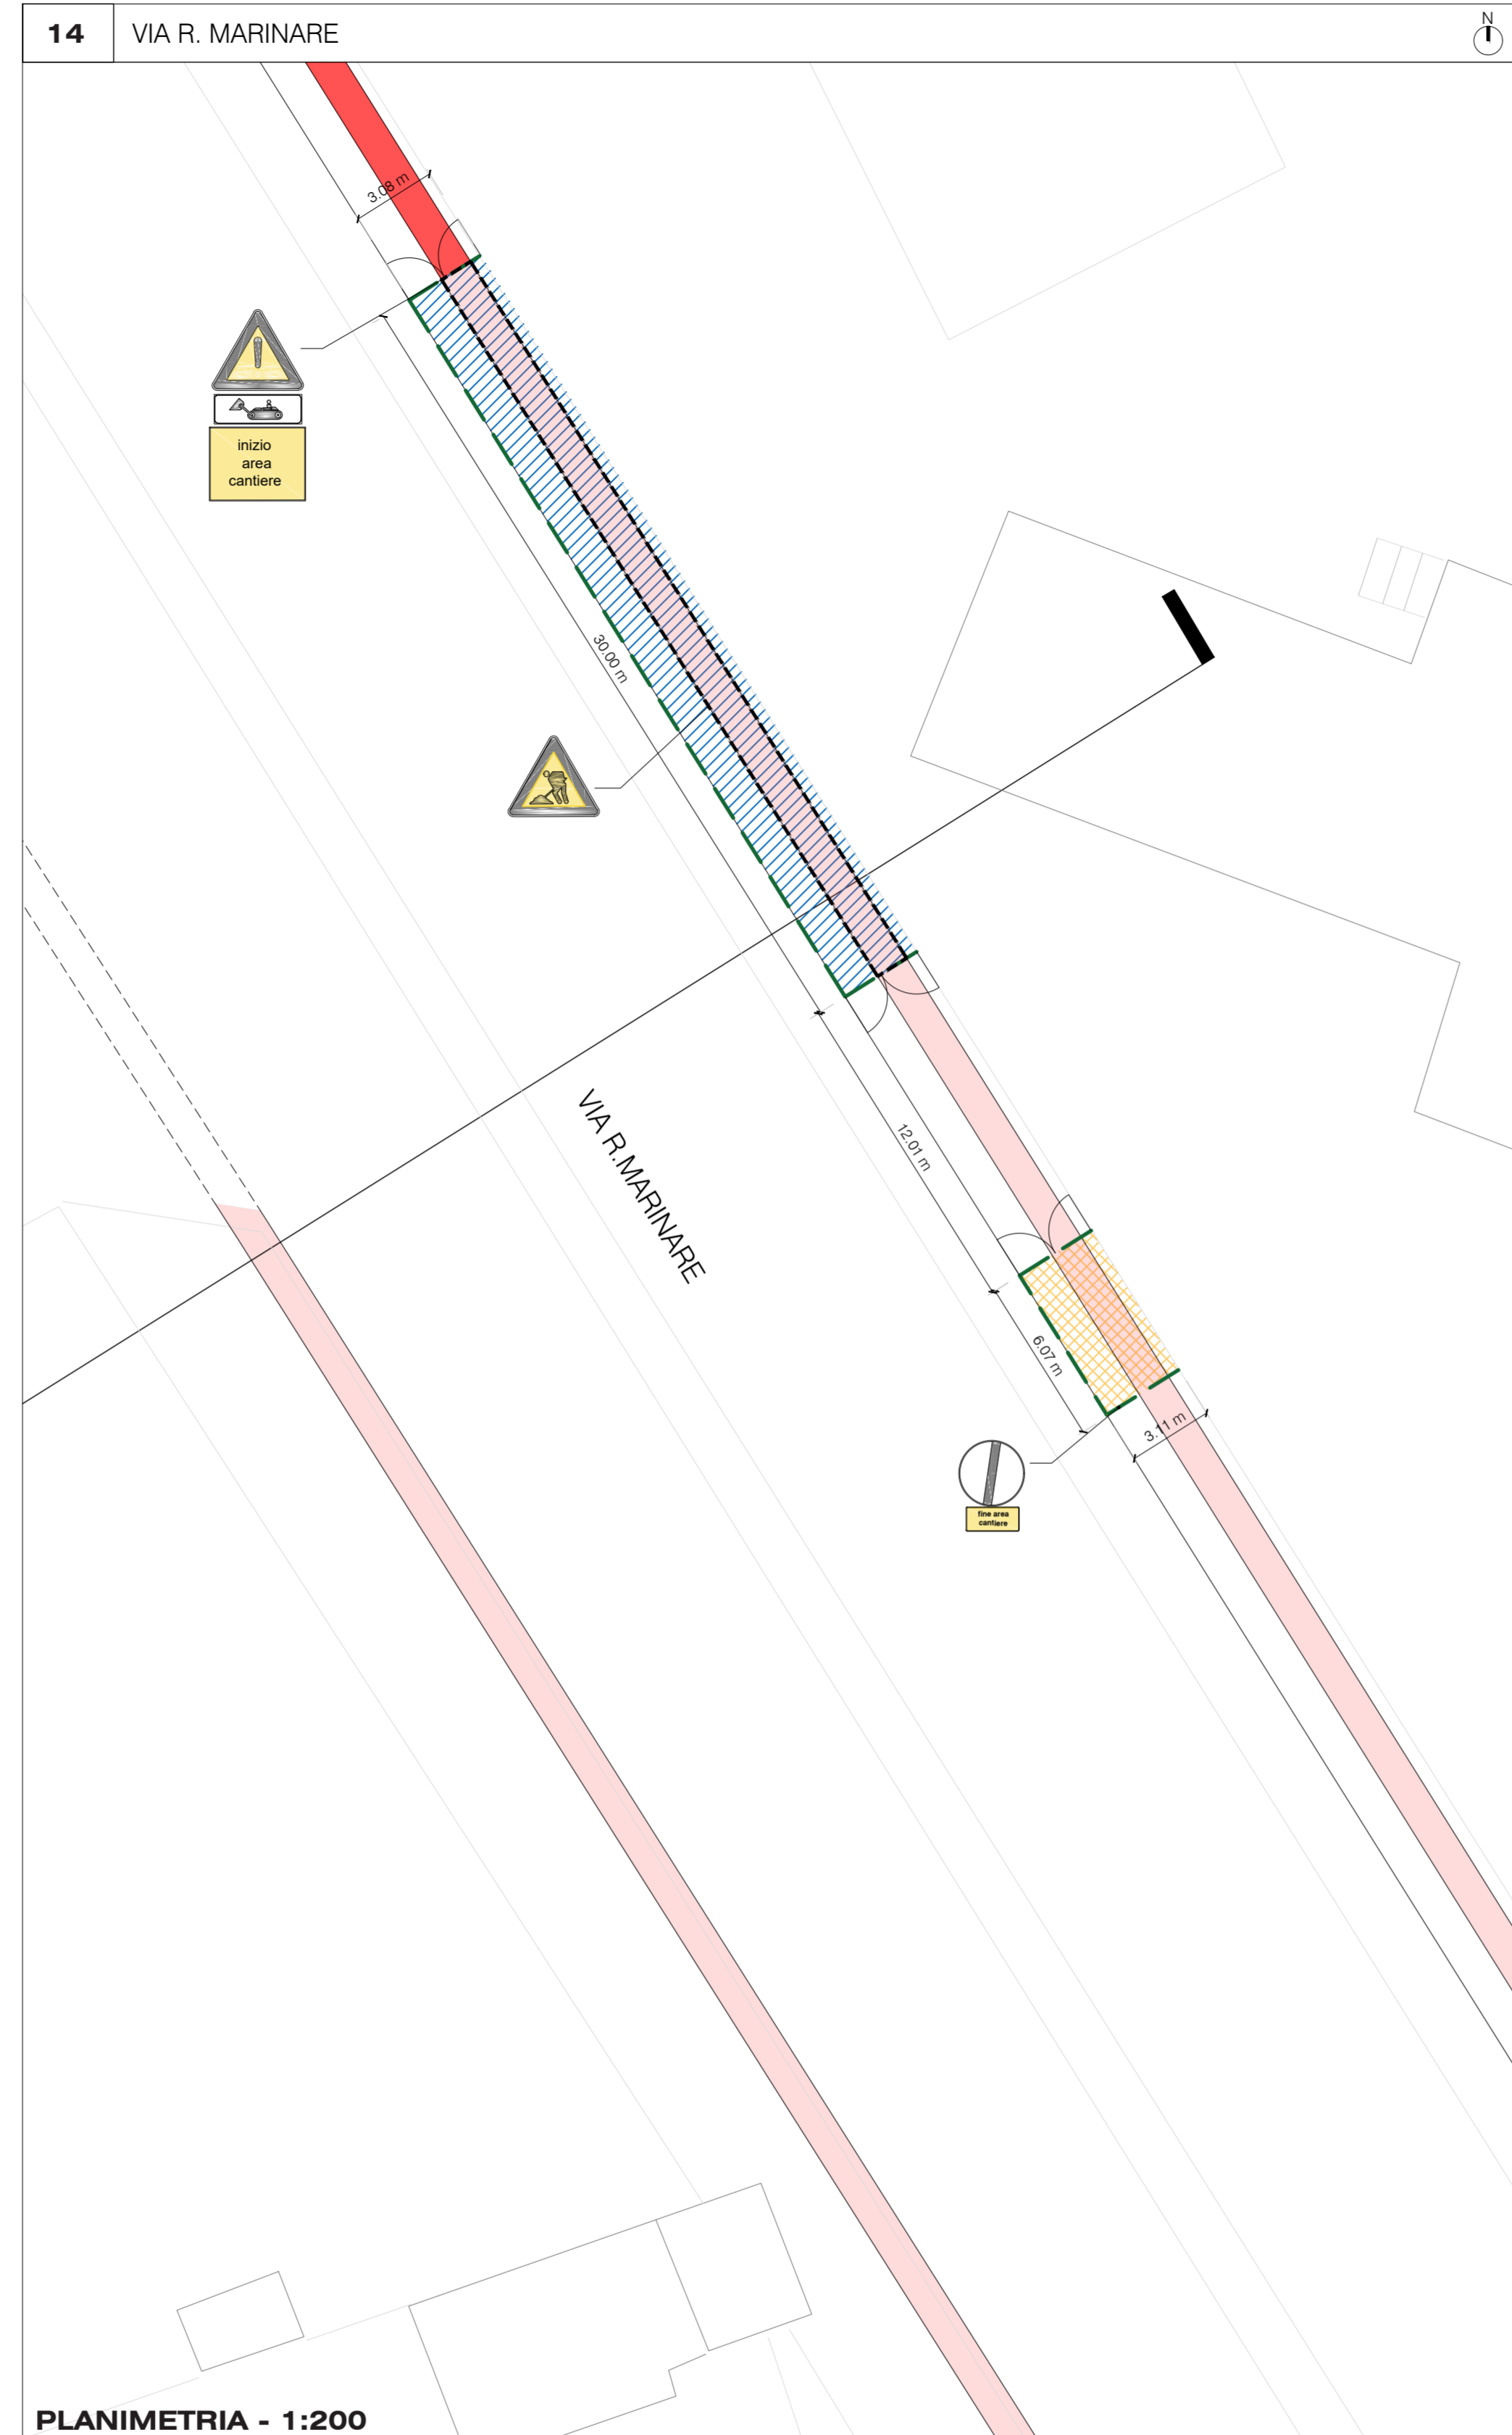 14
VIA R. MARINARE
N
3.08 m
inizio
area
cantiere
30.00 m
12.01 m
VIA R.MARINARE
6.07 m
3.11 m
fine area
cantiere
PLANIMETRIA - 1:200